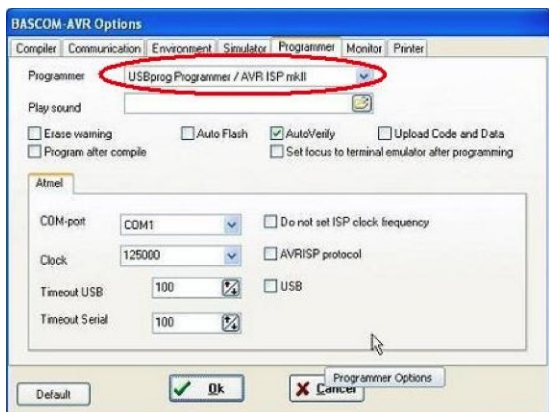 BASCOM-AVR Options
Compiler Communication Environment Simulator Programmer Monitor Printer
Programmer USBprog Programmer / AVR ISP mkII
Play sound
Erase warning Auto Flash AutoVerify Upload Code and Data
Program after compile Set focus to terminal emulator after programming
Atmel
COM-port COM1 Do not set ISP clock frequency
Clock 125000 AVRISP protocol
Timeout USB 100 USB
Timeout Serial 100
Programmer Options
Default Ok Cancel